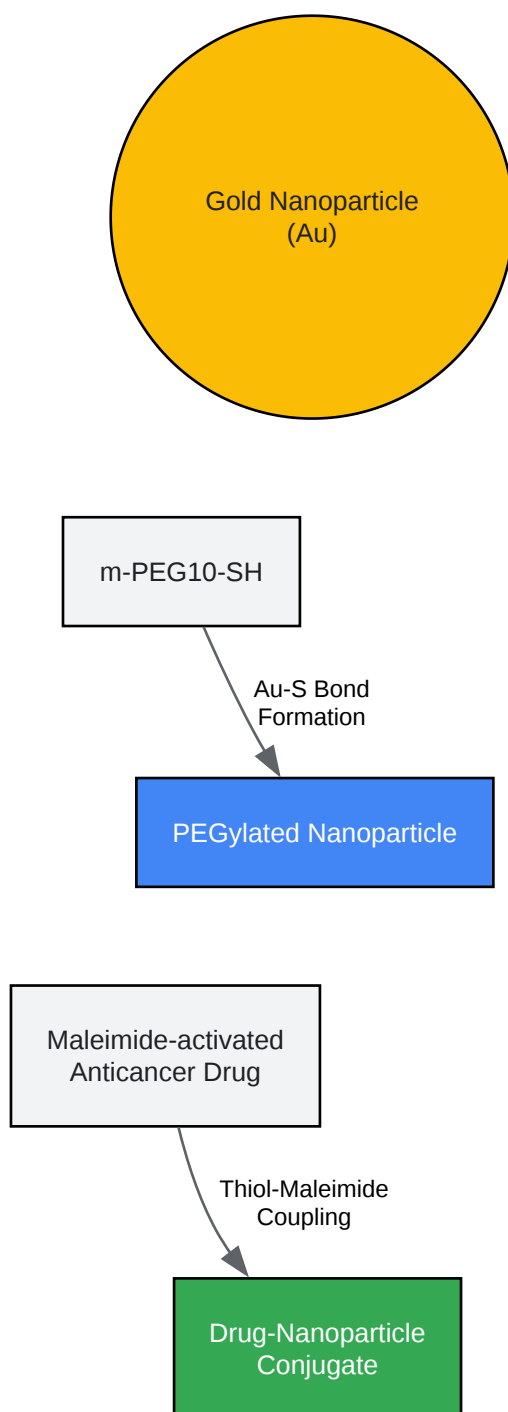 Gold Nanoparticle
(Au)
m-PEG10-SH
Au-S Bond
Formation
PEGylated Nanoparticle
Maleimide-activated
Anticancer Drug
Thiol-Maleimide
Coupling
Drug-Nanoparticle
Conjugate